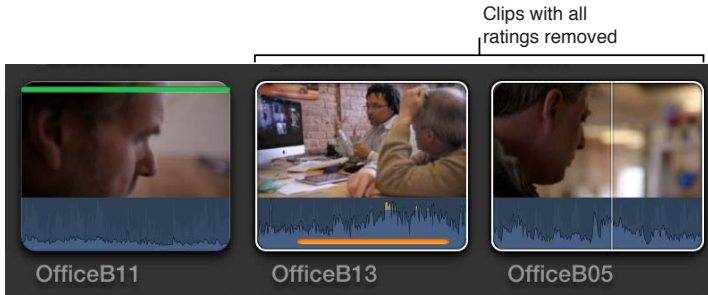 Clips with all
ratings removed
OfficeB11
OfficeB13
OfficeB05